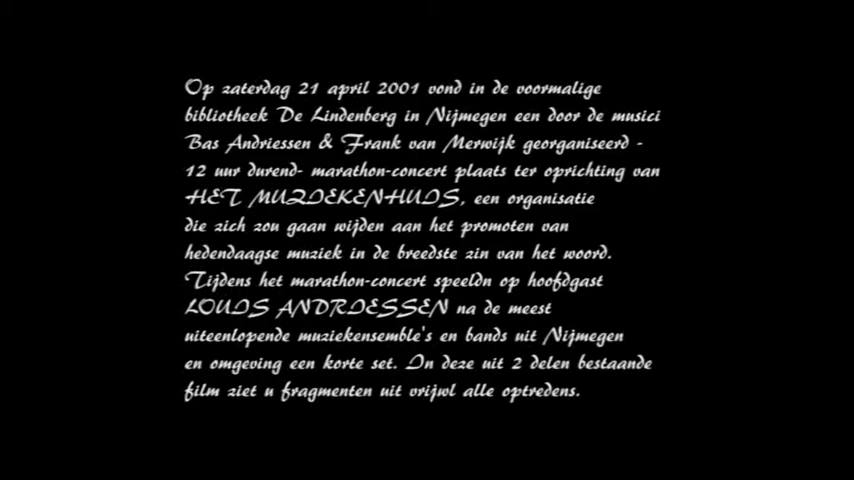 Op zaterdag 21 april 2001 vond in de voormalige
bibliotheek De Lindenberg in Nijmegen een door de musici
Bas Andriessen & Frank van Merwijk georganiseerd -
12 uur durend- marathon-concert plaats ter oprichting van
HET MUZIEKENHUIS, een organisatie
die zich zou gaan wijden aan het promoten van
hedendaagse muziek in de breedste zin van het woord.
Tijdens het marathon-concert speeldn op hoofdgast
LOUIS ANDRIESSEN na de meest
uiteenlopende muziekensemble's en bands uit Nijmegen
en omgeving een korte set. In deze uit 2 delen bestaande
film ziet u fragmenten uit vrijwl alle optredens.